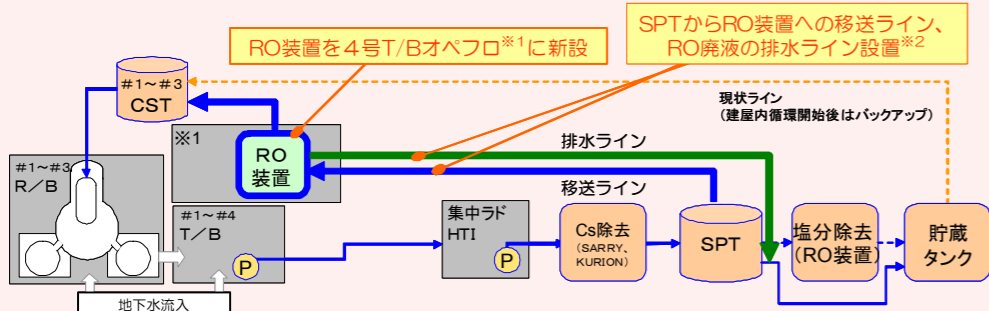 RO装置を４号T/Bオペフロ※1に新設
SPTからRO装置への移送ライン、
RO廃液の排水ライン設置※2
#1～#3
CST
現状ライン
（建屋内循環開始後はバックアップ）
※1
RO
装置
排水ライン
移送ライン
#1～#3
R／B
#1～#4
T／B
P
集中ラド
HTI
P
Cs除去
（SARRY、
KURION）
SPT
塩分除去
（RO装置）
貯蔵
タンク
地下水流入